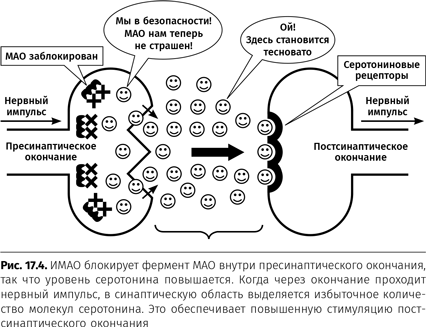 Мы в безопасности!
МАО нам теперь
не страшен!
Ой!
Здесь становится
тесновато
МАО заблокирован
Серотониновые
рецепторы
Нервный
импульс
Нервный
импульс
Пресинаптическое
окончание
Постсинаптическое
окончание
Рис. 17.4. ИМАО блокирует фермент МАО внутри пресинаптического окончания,
так что уровень серотонина повышается. Когда через окончание проходит
нервный импульс, в синаптическую область выделяется избыточное количе-
ство молекул серотонина. Это обеспечивает повышенную стимуляцию пост-
синаптического окончания